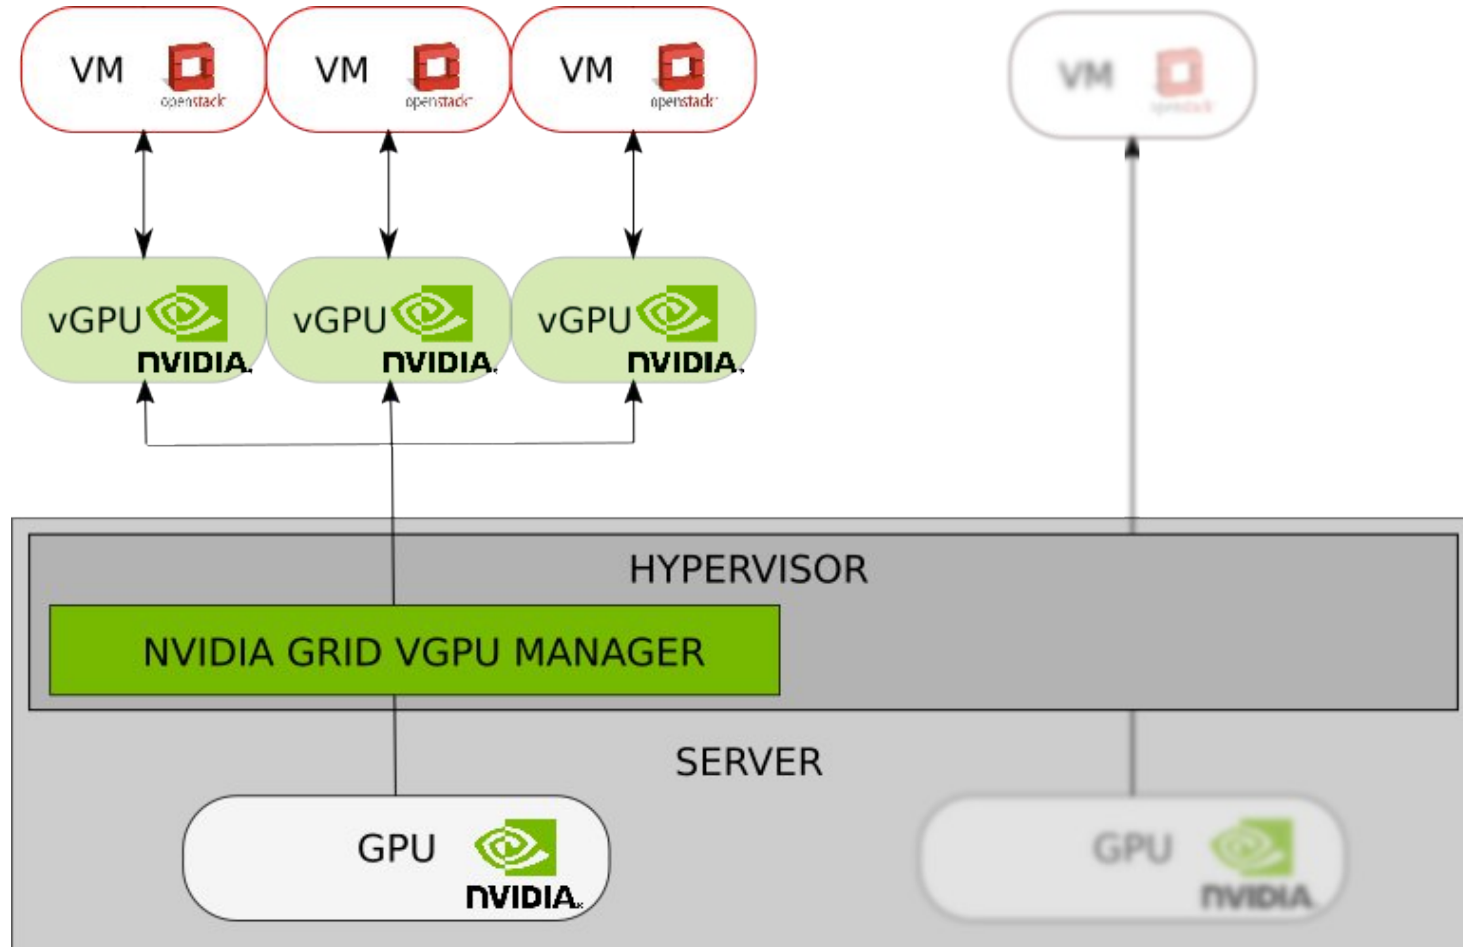 VM openstack
VM openstack
VM openstack
VM openstack
vGPU NVIDIA.
vGPU NVIDIA.
vGPU NVIDIA.
HYPERVISOR
NVIDIA GRID VGPU MANAGER
SERVER
GPU NVIDIA.
GPU NVIDIA